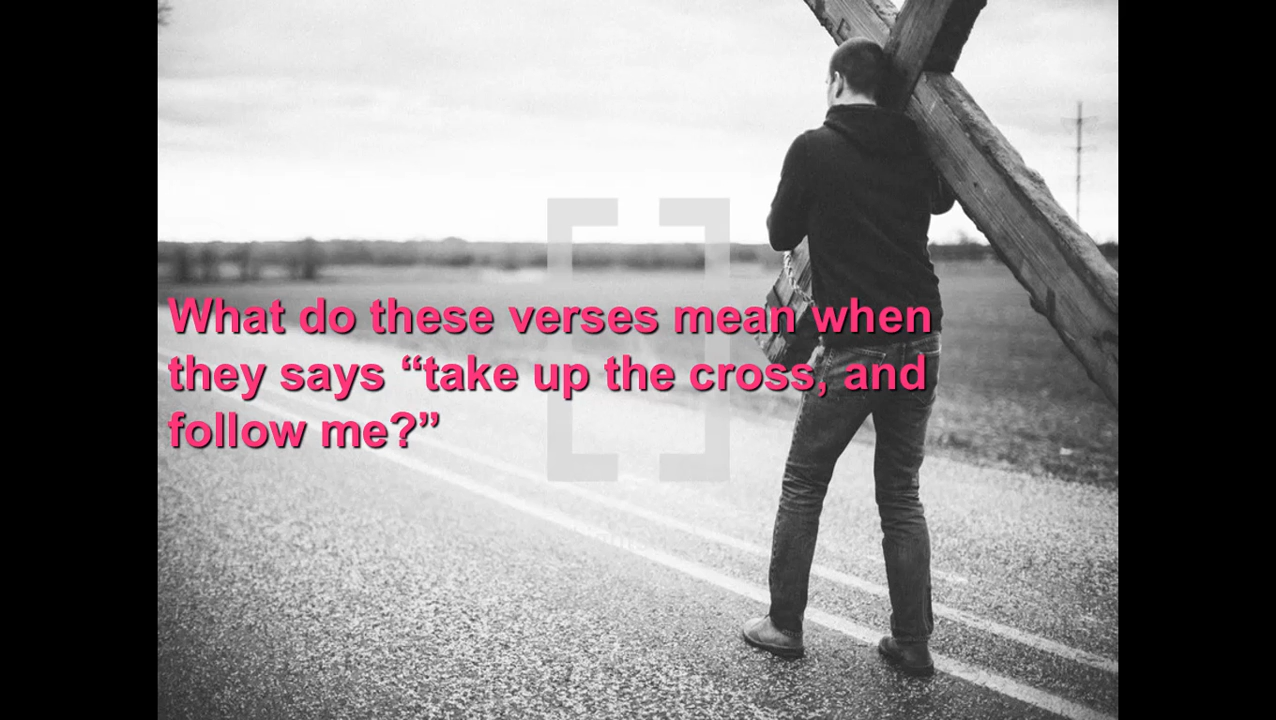 What do these verses mean when
they says “take up the cross, and
follow me?”